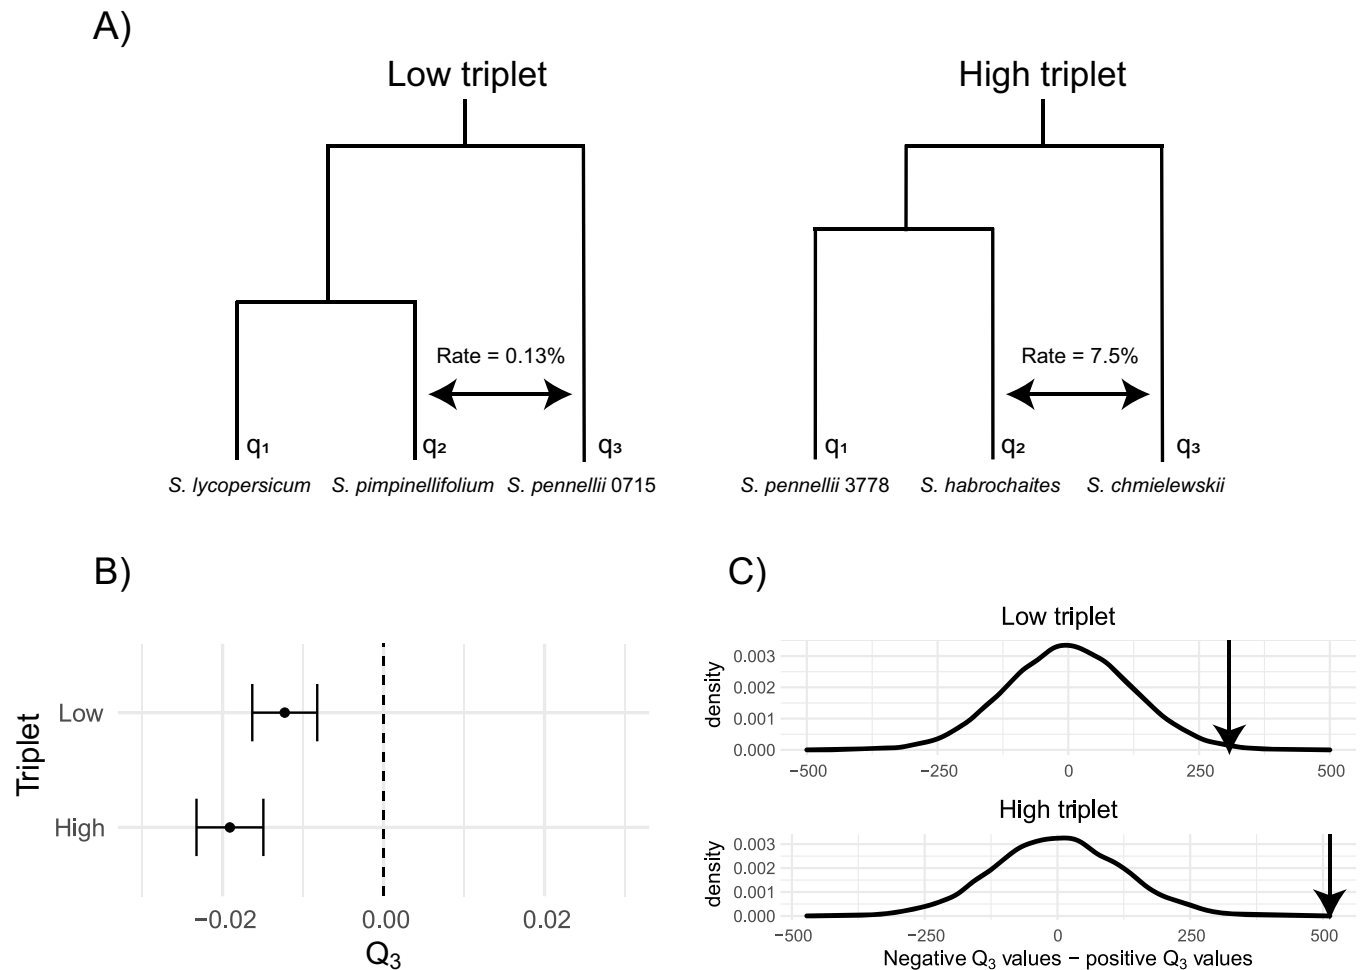 A)
Low triplet
High triplet
Rate = 0.13%
Rate = 7.5%
q₁ q₂ q₃
q₁ q₂ q₃
S. lycopersicum S. pimpinellifolium S. pennellii 0715
S. pennellii 3778 S. habrochaites S. chmielewskii
B)
Triplet
Low
High
−0.02 0.00 0.02
Q₃
C)
Low triplet
density
0.003
0.002
0.001
0.000
−500 −250 0 250 500
High triplet
density
0.003
0.002
0.001
0.000
−500 −250 0 250 500
Negative Q₃ values − positive Q₃ values